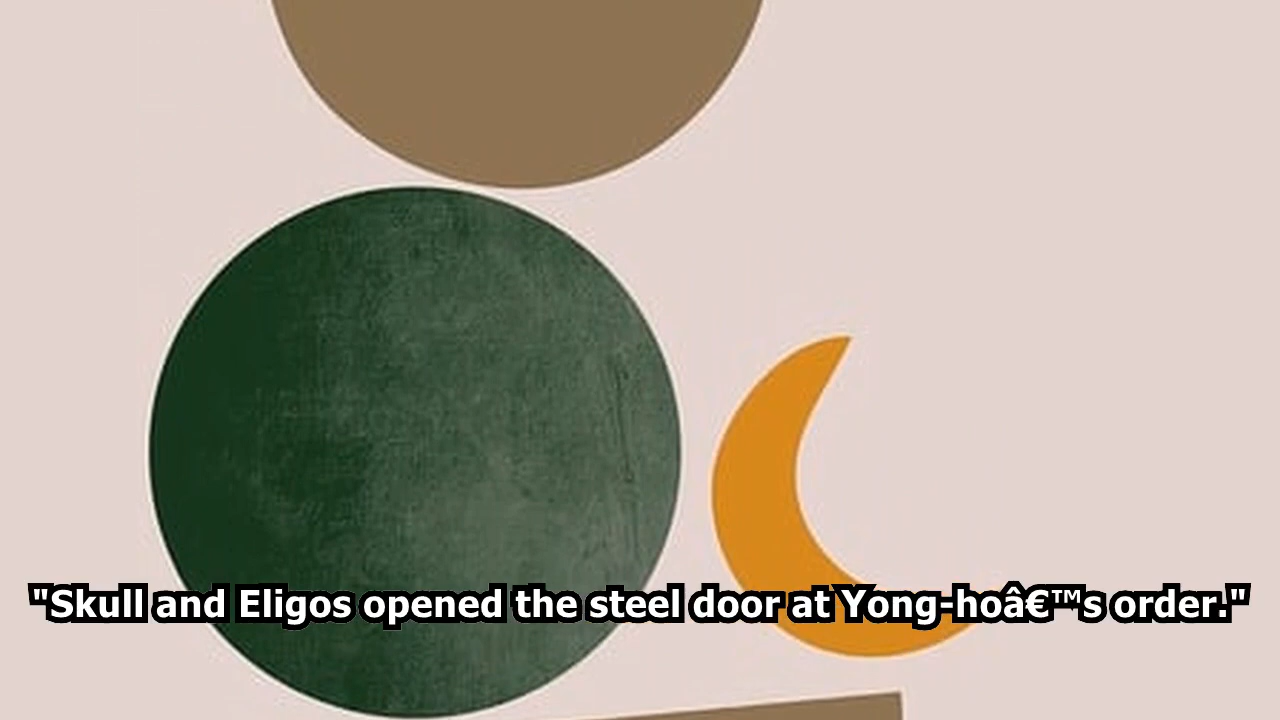 "Skull and Eligos opened the steel door at Yong-hoâ€™s order."